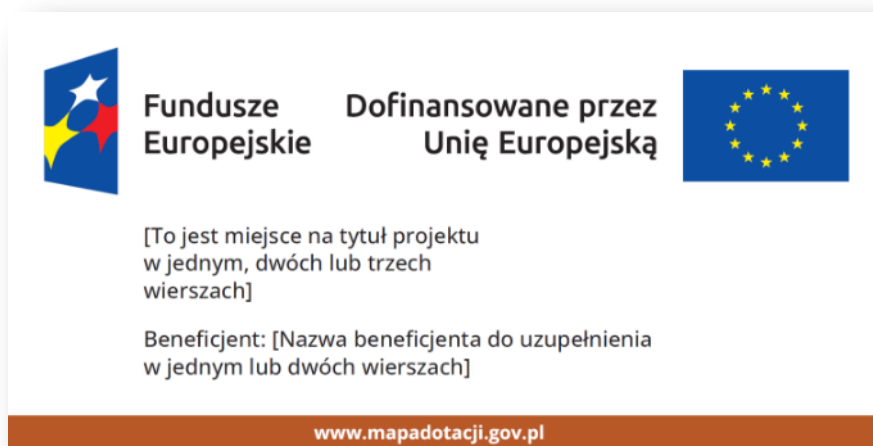 Fundusze
Europejskie
Dofinansowane przez
Unię Europejską
[To jest miejsce na tytuł projektu
w jednym, dwóch lub trzech
wierszach]
Beneficjent: [Nazwa beneficjenta do uzupełnienia
w jednym lub dwóch wierszach]
www.mapadotacji.gov.pl